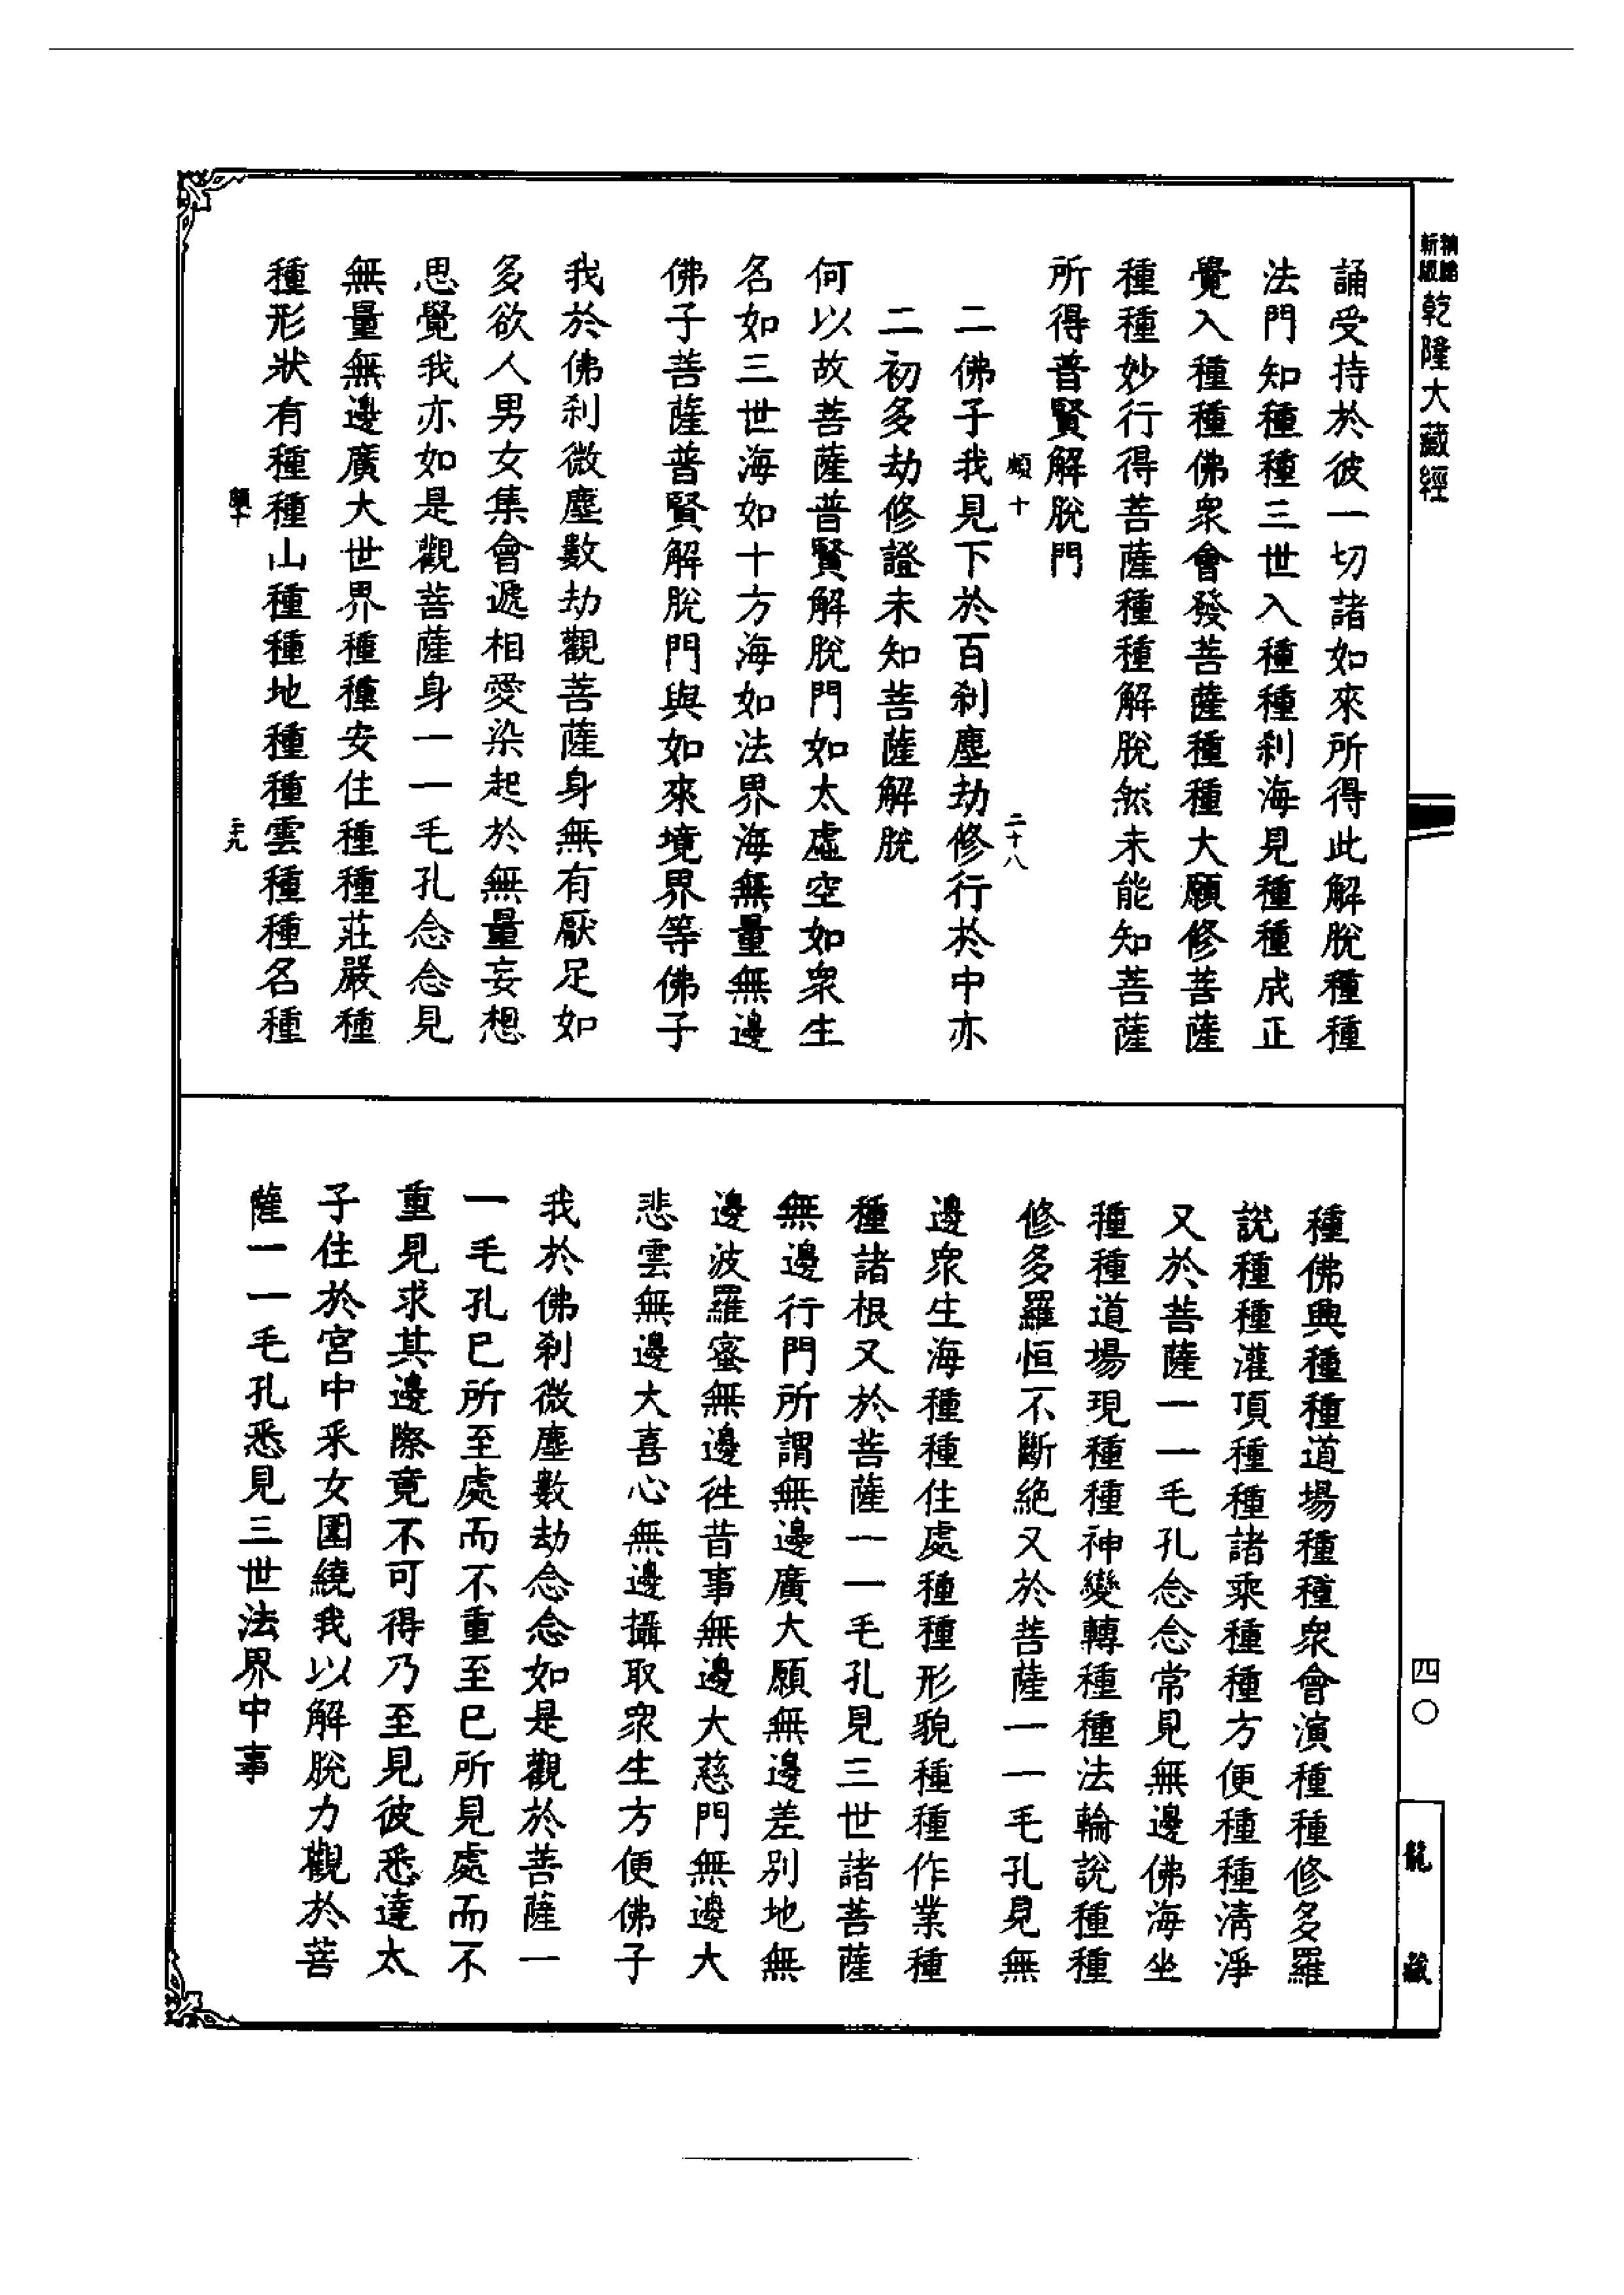 精縮
新版
乾隆大藏經
誦受持於彼一切諸如來所得此解脫種種
法門知種種三世入種種刹海見種種成正
覺入種種佛眾會發菩薩種種大願修菩薩
種種妙行得菩薩種種解脫然未能知菩薩
所得普賢解脫門
頗十 二十八
二佛子我見下於百剎塵劫修行於中亦
二初多劫修證未知菩薩解脫
何以故菩薩普賢解脫門如太虛空如眾生
名如三世海如十方海如法界海無量無邊
佛子菩薩普賢解脫門與如來境界等佛子
我於佛剎微塵數劫觀菩薩身無有厭足如
多欲人男女集會遞相愛染起於無量妄想
思覺我亦如是觀菩薩身一一毛孔念念見
無量無邊廣大世界種種安住種種莊嚴種
種形狀有種種山種種地種種雲種種名種
二九
種佛興種種道場種種眾會演種種修多羅
說種種灌頂種種諸乘種種方便種種清淨
又於菩薩一一毛孔念念常見無邊佛海坐
種種道場現種種神變轉種種法輪說種種
修多羅恒不斷絕又於菩薩一一毛孔見無
邊眾生海種種住處種種形貌種種作業種
種諸根又於菩薩一一毛孔見三世諸菩薩
無邊行門所謂無邊廣大願無邊差別地無
邊波羅蜜無邊往昔事無邊大慈門無邊大
悲雲無邊大喜心無邊攝取眾生方便佛子
我於佛剎微塵數劫念念如是觀於菩薩一
一毛孔已所至處而不重至已所見處而不
重見求其邊際竟不可得乃至見彼悉達太
子住於宮中采女圍繞我以解脫力觀於菩
薩一一毛孔悉見三世法界中事
四〇
龍藏